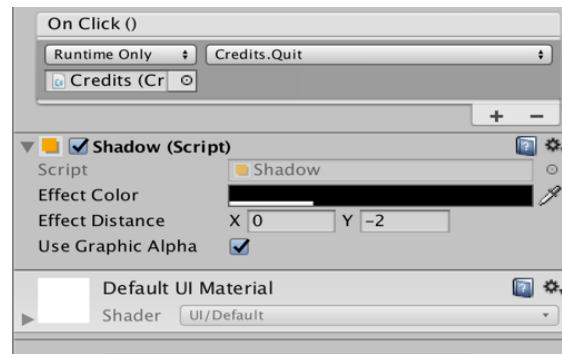 On Click ()
Runtime Only Credits.Quit
Credits (Cr
+ −
Shadow (Script)
Script Shadow
Effect Color
Effect Distance X 0 Y -2
Use Graphic Alpha
Default UI Material
Shader UI/Default